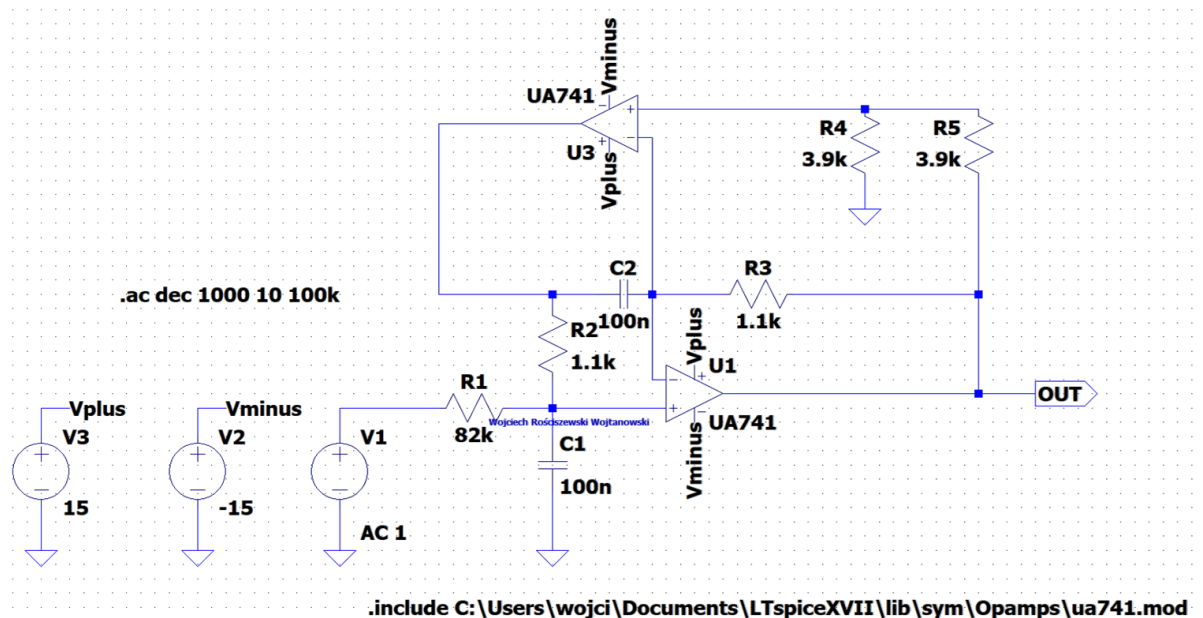 Vminus
UA741
U3
Vplus
R4
3.9k
R5
3.9k
C2
100n
R3
1.1k
.ac dec 1000 10 100k
R2
1.1k
Vplus
U1
UA741
Vminus
OUT
R1
82k
Wojciech Rościszewski Wojtanowski
C1
100n
Vplus
V3
15
Vminus
V2
-15
V1
AC 1
.include C:\Users\wojci\Documents\LTspiceXVII\lib\sym\Opamps\ua741.mod